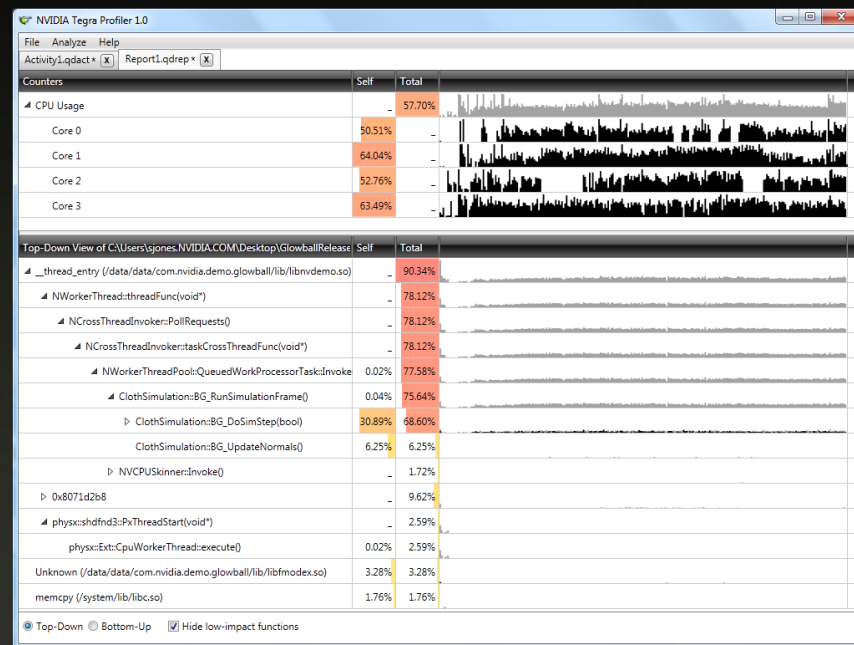 NVIDIA Tegra Profiler 1.0
File Analyze Help
Activity1.qdact* x Report1.qdrep* x
Counters Self Total
CPU Usage _ 57.70%
Core 0 50.51% _
Core 1 64.04% _
Core 2 52.76% _
Core 3 63.49% _
Top-Down View of C:\Users\sjones.NVIDIA.COM\Desktop\GlowballRelease Self Total
__thread_entry (/data/data/com.nvidia.demo.glowball/lib/libnvdemo.so) _ 90.34%
NWorkerThread::threadFunc(void*) _ 78.12%
NCrossThreadInvoker::PollRequests() _ 78.12%
NCrossThreadInvoker::taskCrossThreadFunc(void*) _ 78.12%
NWorkerThreadPool::QueuedWorkProcessorTask::Invoke 0.02% 77.58%
ClothSimulation::BG_RunSimulationFrame() 0.04% 75.64%
ClothSimulation::BG_DoSimStep(bool) 30.89% 68.60%
ClothSimulation::BG_UpdateNormals() 6.25% 6.25%
NVCPUSkinner::Invoke() _ 1.72%
0x8071d2b8 _ 9.62%
physx::shdfnd3::PxThreadStart(void*) _ 2.59%
physx::Ext::CpuWorkerThread::execute() 0.02% 2.59%
Unknown (/data/data/com.nvidia.demo.glowball/lib/libfmodex.so) 3.28% 3.28%
memcpy (/system/lib/libc.so) 1.76% 1.76%
Top-Down Bottom-Up Hide low-impact functions